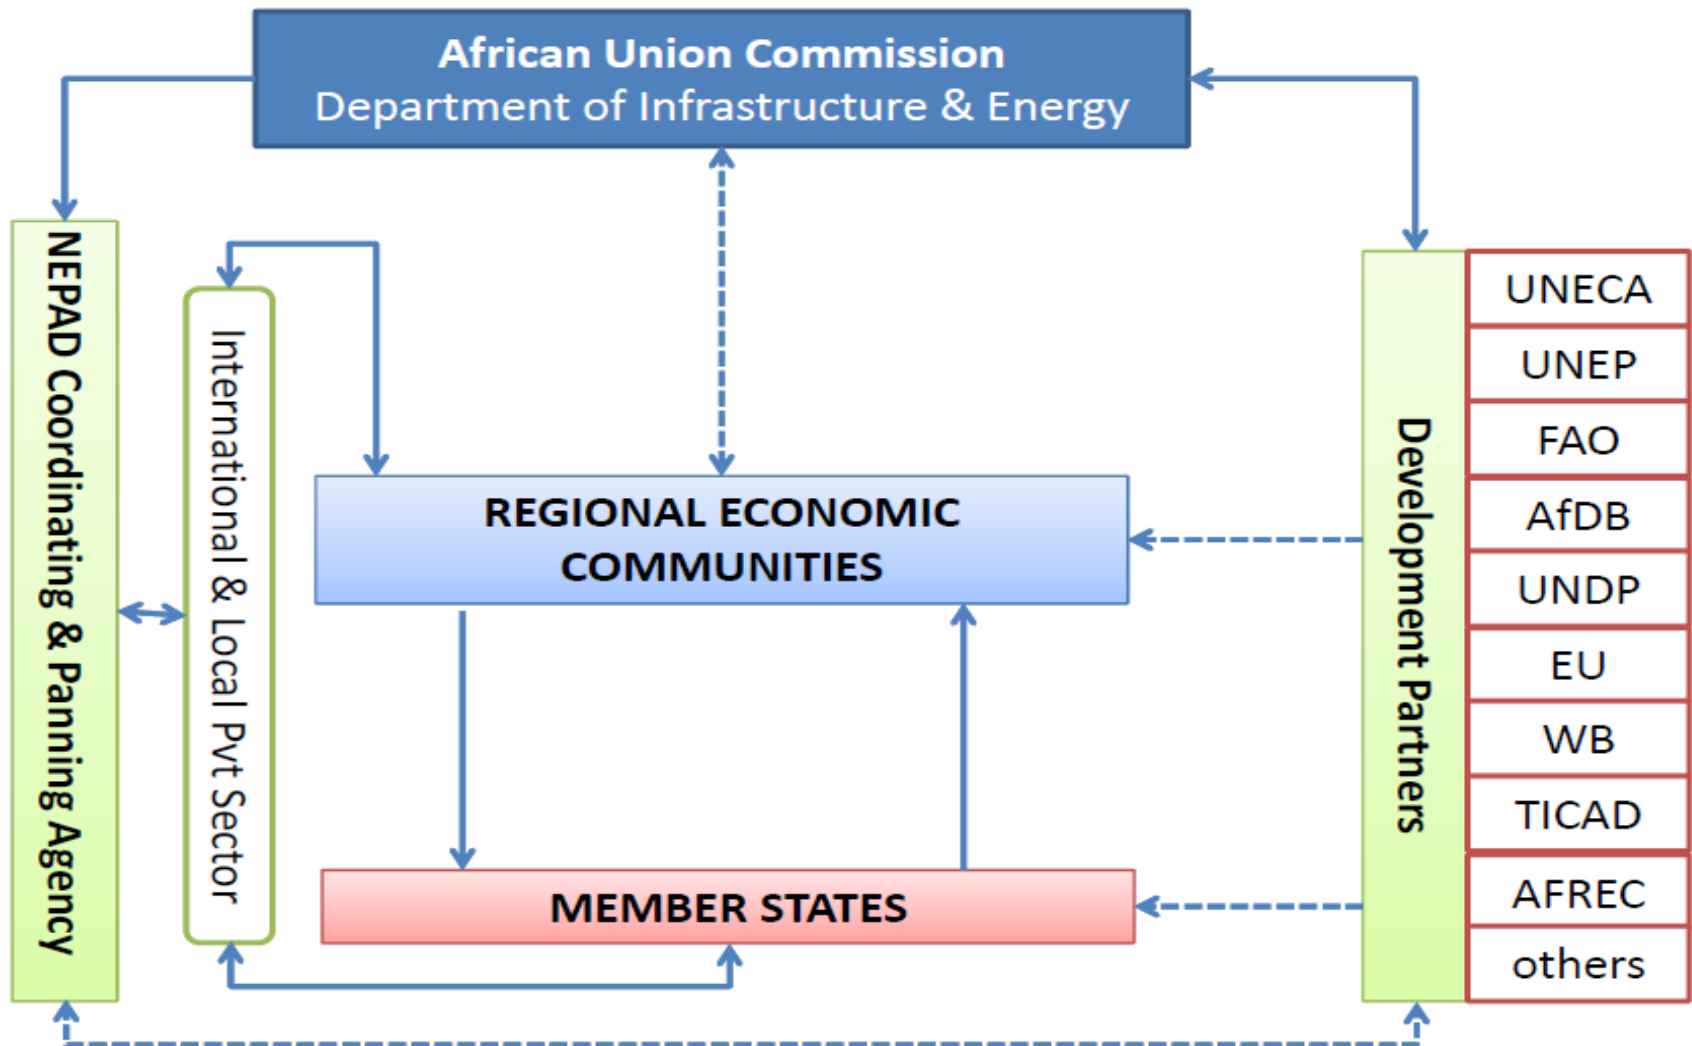 African Union Commission
Department of Infrastructure & Energy
NEPAD Coordinating & Panning Agency
International & Local Pvt Sector
REGIONAL ECONOMIC
COMMUNITIES
MEMBER STATES
Development Partners
UNECA
UNEP
FAO
AfDB
UNDP
EU
WB
TICAD
AFREC
others